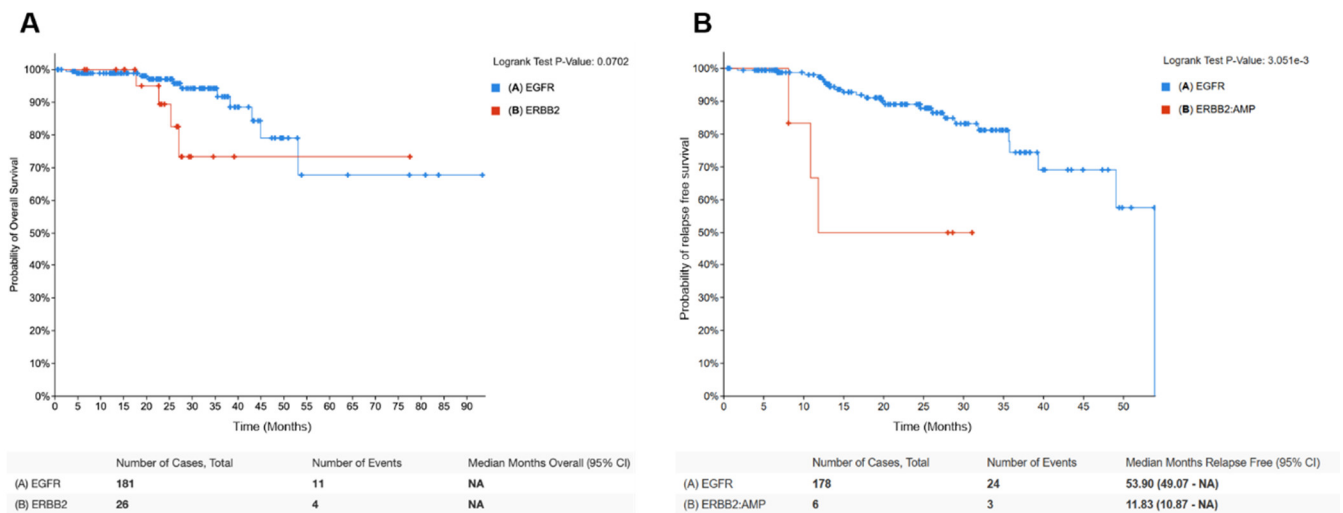 A
Logrank Test P-Value: 0.0702
(A) EGFR
(B) ERBB2
100%
90%
80%
70%
60%
50%
40%
30%
20%
10%
0%
Probability of Overall Survival
0 5 10 15 20 25 30 35 40 45 50 55 60 65 70 75 80 85 90
Time (Months)
Number of Cases, Total Number of Events Median Months Overall (95% CI)
(A) EGFR 181 11 NA
(B) ERBB2 26 4 NA
B
Logrank Test P-Value: 3.051e-3
(A) EGFR
(B) ERBB2:AMP
100%
90%
80%
70%
60%
50%
40%
30%
20%
10%
0%
Probability of relapse free survival
0 5 10 15 20 25 30 35 40 45 50
Time (Months)
Number of Cases, Total Number of Events Median Months Relapse Free (95% CI)
(A) EGFR 178 24 53.90 (49.07 - NA)
(B) ERBB2:AMP 6 3 11.83 (10.87 - NA)